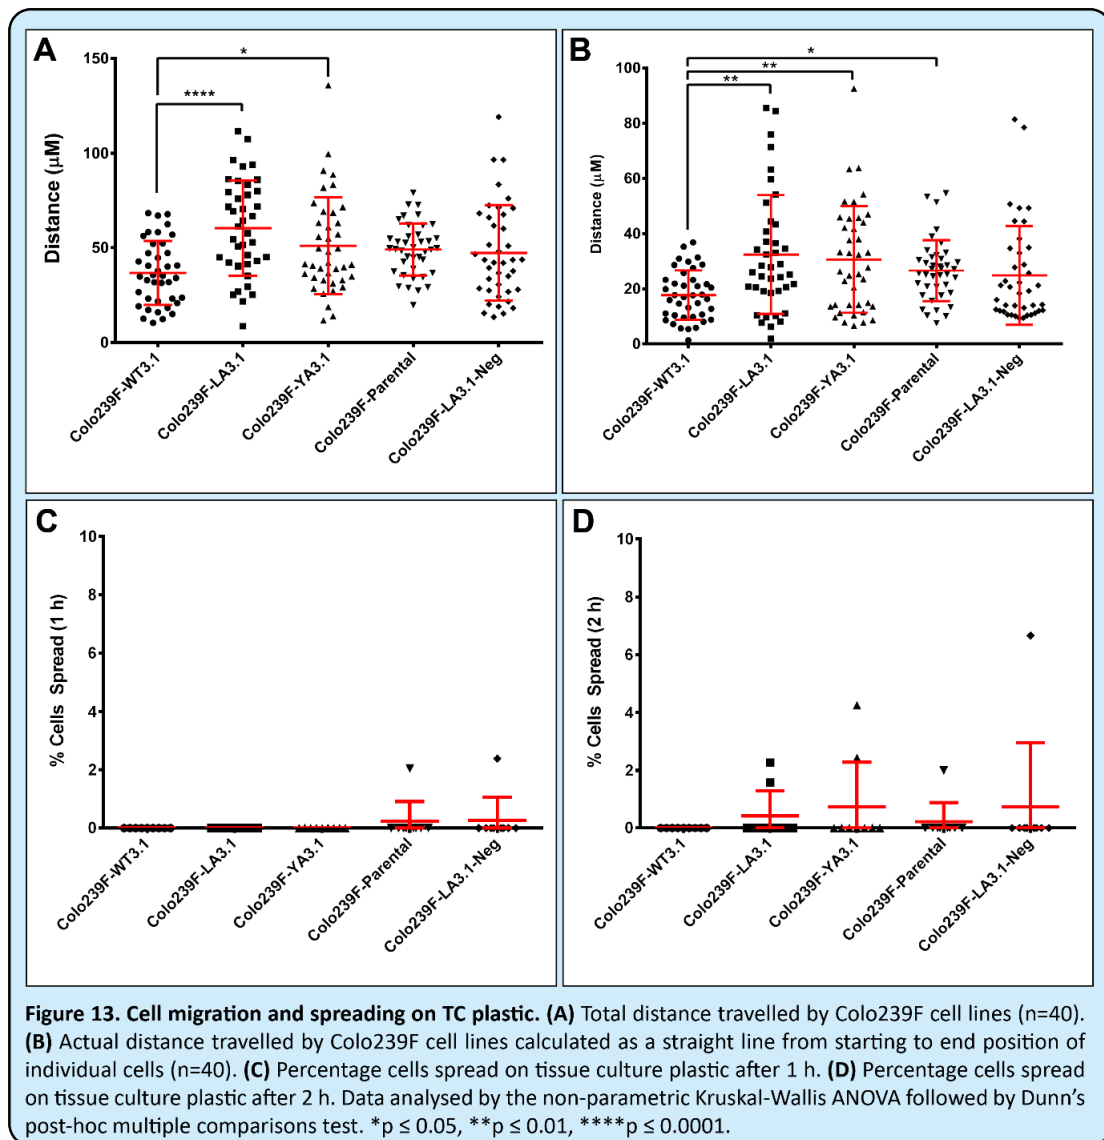 A
150
100
50
0
Distance (µM)
*
****
Colo239F-WT3.1
Colo239F-LA3.1
Colo239F-YA3.1
Colo239F-Parental
Colo239F-LA3.1-Neg
B
100
80
60
40
20
0
Distance (µM)
*
**
**
Colo239F-WT3.1
Colo239F-LA3.1
Colo239F-YA3.1
Colo239F-Parental
Colo239F-LA3.1-Neg
C
10
8
6
4
2
0
% Cells Spread (1 h)
Colo239F-WT3.1
Colo239F-LA3.1
Colo239F-YA3.1
Colo239F-Parental
Colo239F-LA3.1-Neg
D
10
8
6
4
2
0
% Cells Spread (2 h)
Colo239F-WT3.1
Colo239F-LA3.1
Colo239F-YA3.1
Colo239F-Parental
Colo239F-LA3.1-Neg
Figure 13. Cell migration and spreading on TC plastic. (A) Total distance travelled by Colo239F cell lines (n=40).
(B) Actual distance travelled by Colo239F cell lines calculated as a straight line from starting to end position of
individual cells (n=40). (C) Percentage cells spread on tissue culture plastic after 1 h. (D) Percentage cells spread
on tissue culture plastic after 2 h. Data analysed by the non-parametric Kruskal-Wallis ANOVA followed by Dunn's
post-hoc multiple comparisons test. *p ≤ 0.05, **p ≤ 0.01, ****p ≤ 0.0001.